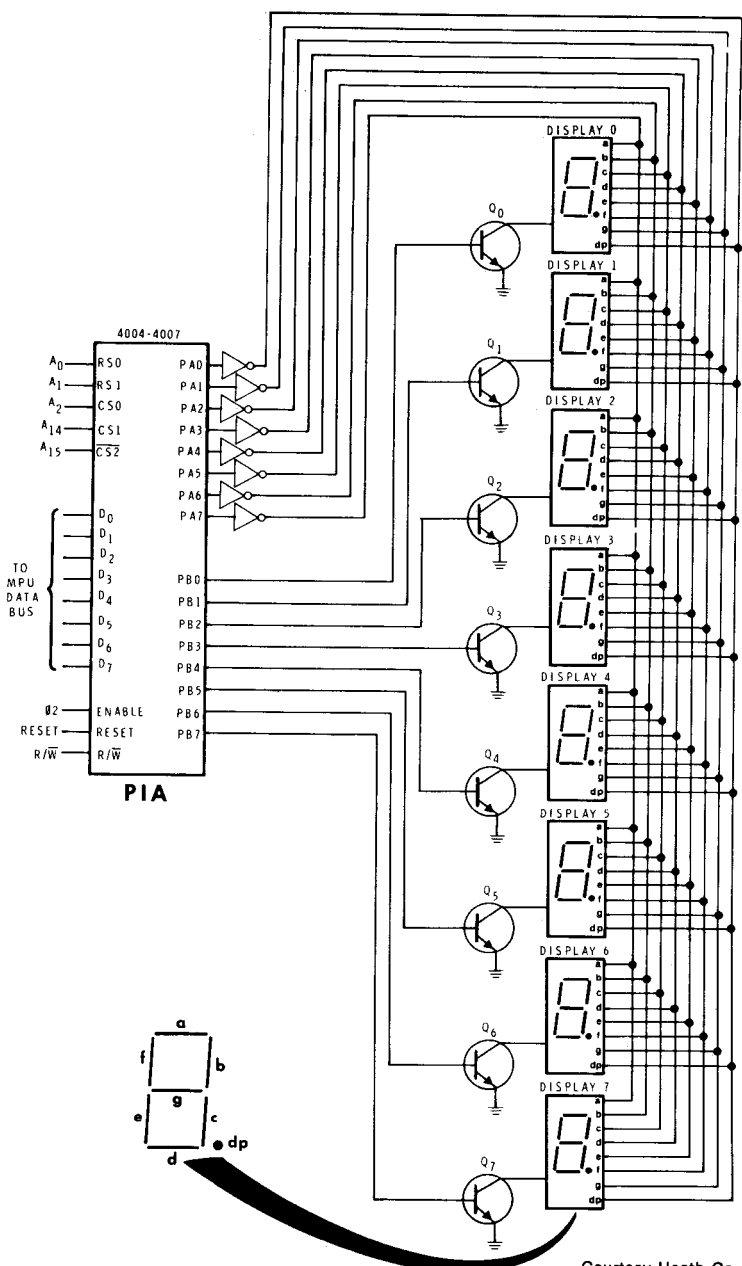 DISPLAY 0
a
b
c
d
e
f
g
dp
Q0
DISPLAY 1
a
b
c
d
e
f
g
dp
Q1
DISPLAY 2
a
b
c
d
e
f
g
dp
Q2
DISPLAY 3
a
b
c
d
e
f
g
dp
Q3
DISPLAY 4
a
b
c
d
e
f
g
dp
Q4
DISPLAY 5
a
b
c
d
e
f
g
dp
Q5
DISPLAY 6
a
b
c
d
e
f
g
dp
Q6
DISPLAY 7
a
b
c
d
e
f
g
dp
Q7
4004-4007
A0 RS0 PA0
A1 RS1 PA1
A2 CS0 PA2
A14 CS1 PA3
A15 C̅S̅2̅ PA4
PA5
PA6
PA7
TO
MPU
DATA
BUS
D0
D1
D2
D3
D4
D5
D6
D7
PB0
PB1
PB2
PB3
PB4
PB5
PB6
PB7
Ø2 ENABLE
RESET RESET
R/W̅ R/W̅
PIA
a
f
b
g
e
c
dp
d